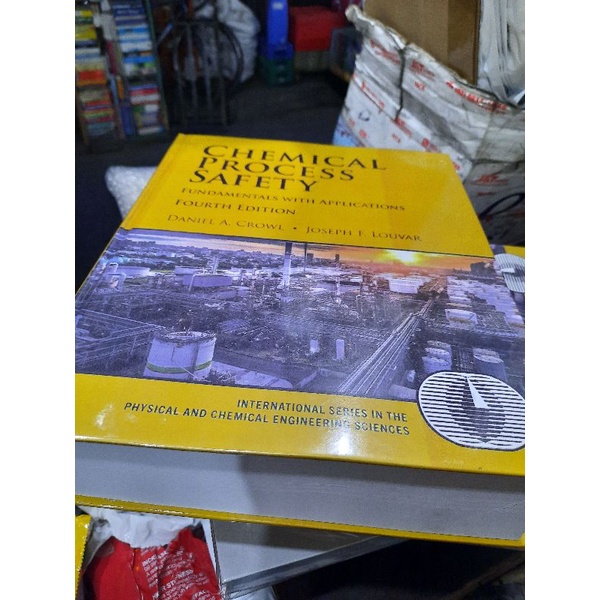 CHEMICAL
PROCESS
SAFETY
FUNDAMENTALS WITH APPLICATIONS
FOURTH EDITION
DANIEL A. CROWL • JOSEPH F. LOUVAR
INTERNATIONAL SERIES IN THE
PHYSICAL AND CHEMICAL ENGINEERING SCIENCES